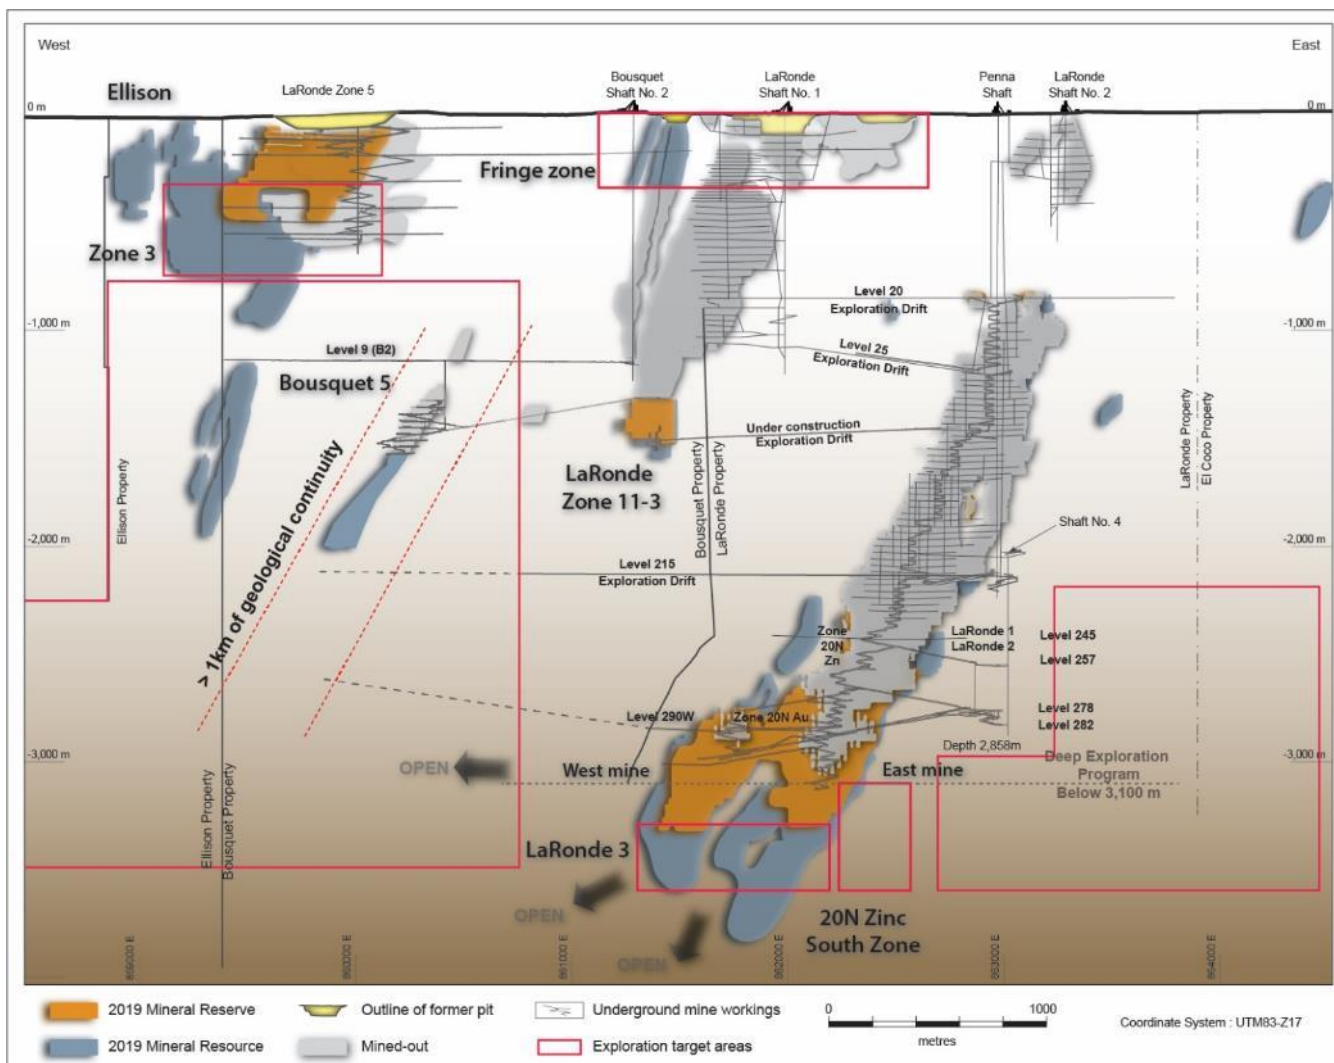 West
East
Ellison
LaRonde Zone 5
Bousquet
Shaft No. 2
LaRonde
Shaft No. 1
Penna
Shaft
LaRonde
Shaft No. 2
0 m
0 m
Fringe zone
Zone 3
Level 20
Exploration Drift
-1,000 m
-1,000 m
Level 9 (B2)
Level 25
Exploration Drift
Bousquet 5
Under construction
Exploration Drift
LaRonde
Zone 11-3
Bousquet Property
LaRonde Property
Ellison Property
LaRonde Property
El Coco Property
> 1km of geological continuity
Shaft No. 4
-2,000 m
-2,000 m
Level 215
Exploration Drift
Zone
20N
Zn
LaRonde 1
LaRonde 2
Level 245
Level 257
Level 278
Level 282
Level 290W
Zone 20N Au
Depth 2,858m
-3,000 m
-3,000 m
OPEN
West mine
East mine
Deep Exploration
Program
Below 3,100 m
Ellison Property
Bousquet Property
LaRonde 3
OPEN
20N Zinc
South Zone
OPEN
861000 E
862000 E
863000 E
864000 E
2019 Mineral Reserve
Outline of former pit
Underground mine workings
0
1000
metres
Coordinate System : UTM83-Z17
2019 Mineral Resource
Mined-out
Exploration target areas